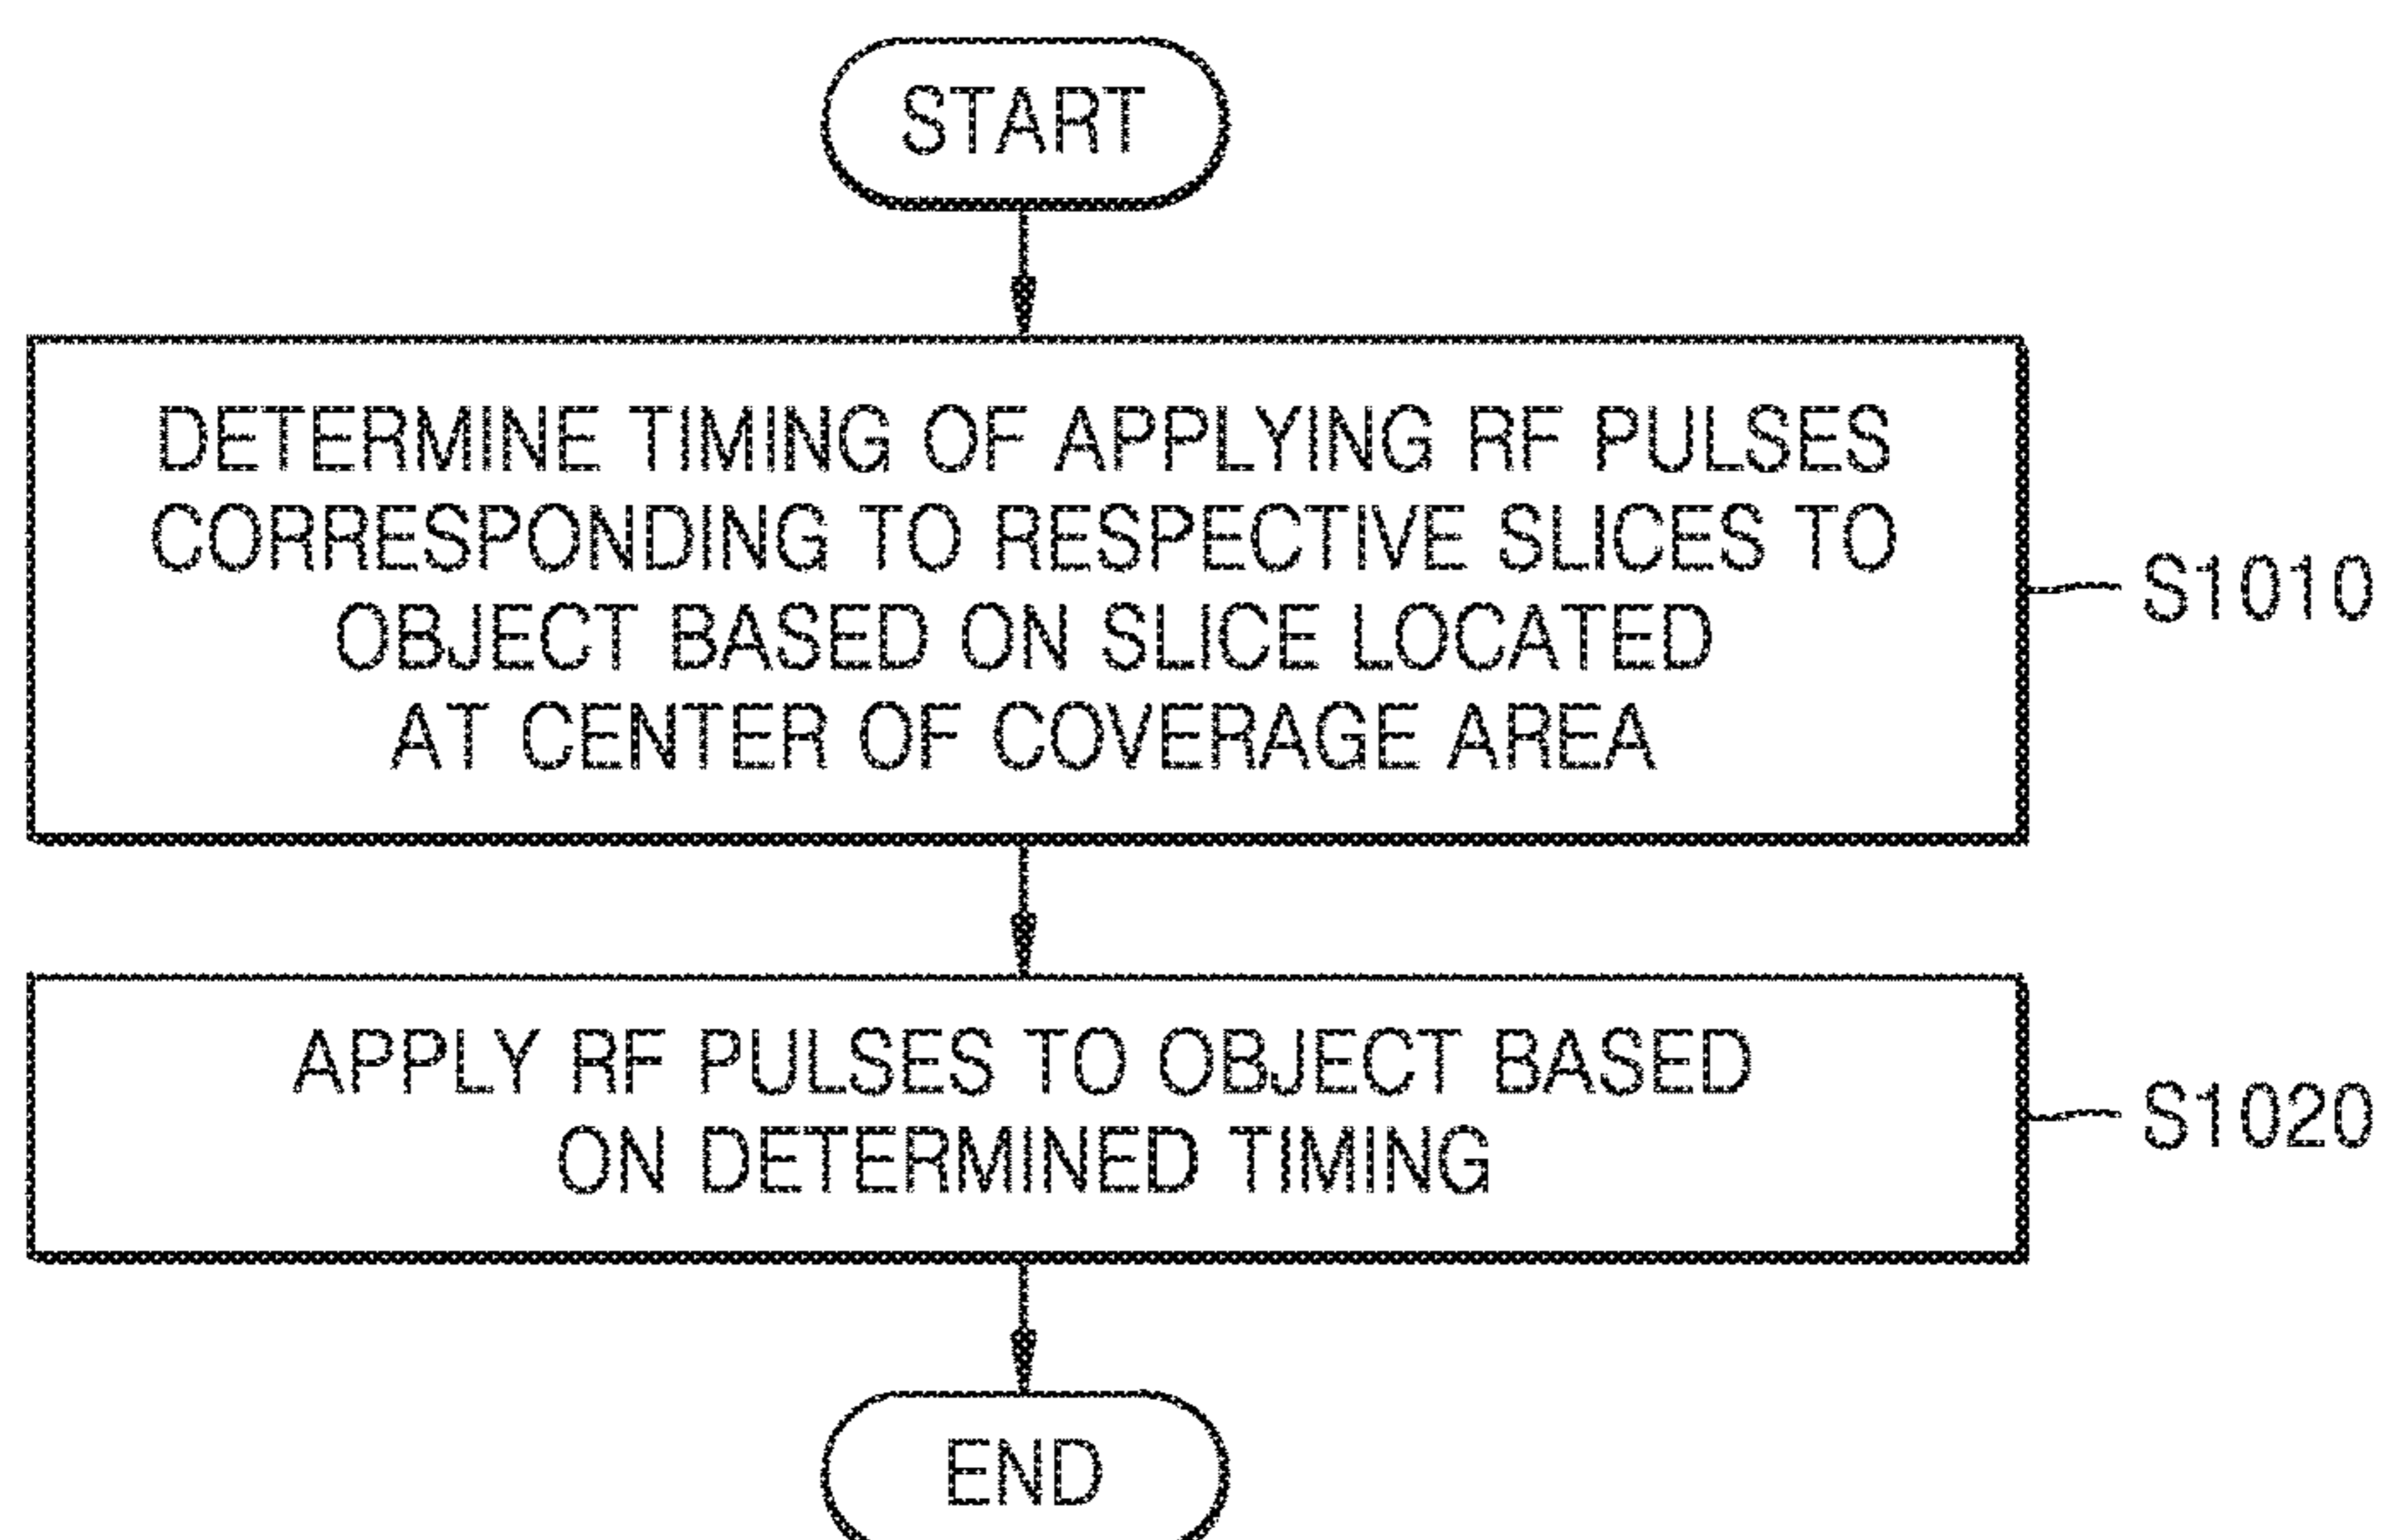 START
DETERMINE TIMING OF APPLYING RF PULSES
CORRESPONDING TO RESPECTIVE SLICES TO
OBJECT BASED ON SLICE LOCATED
AT CENTER OF COVERAGE AREA
S1010
APPLY RF PULSES TO OBJECT BASED
ON DETERMINED TIMING
S1020
END